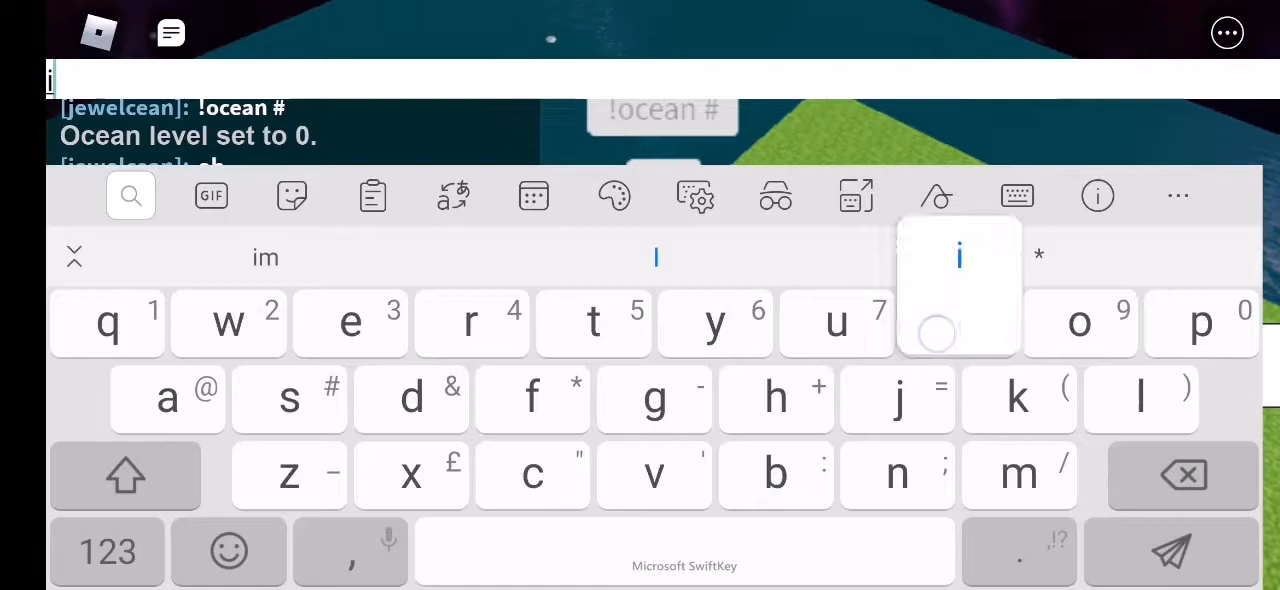 i
[jewelcean]: !ocean #
!ocean #
Ocean level set to 0.
GIF
im I i *
q 1 w 2 e 3 r 4 t 5 y 6 u 7 o 9 p 0
a @ s # d & f * g - h + j = k ( l )
z – x £ c " v ' b : n ; m /
123 , . ,!?
Microsoft SwiftKey